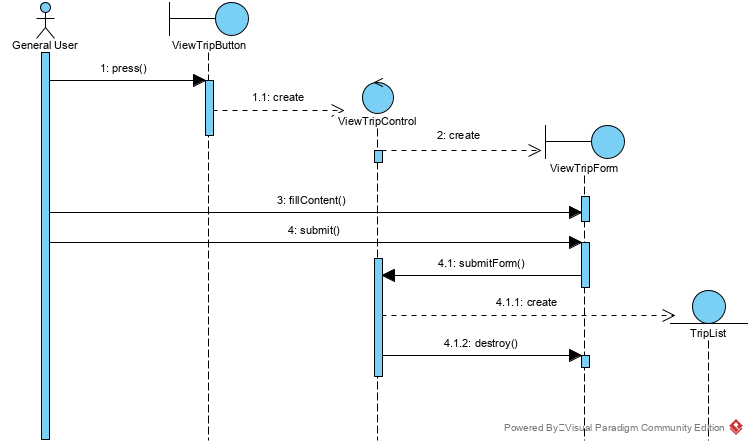 General User
ViewTripButton
1: press()
1.1: create
ViewTripControl
2: create
ViewTripForm
3: fillContent()
4: submit()
4.1: submitForm()
4.1.1: create
TripList
4.1.2: destroy()
Powered By Visual Paradigm Community Edition